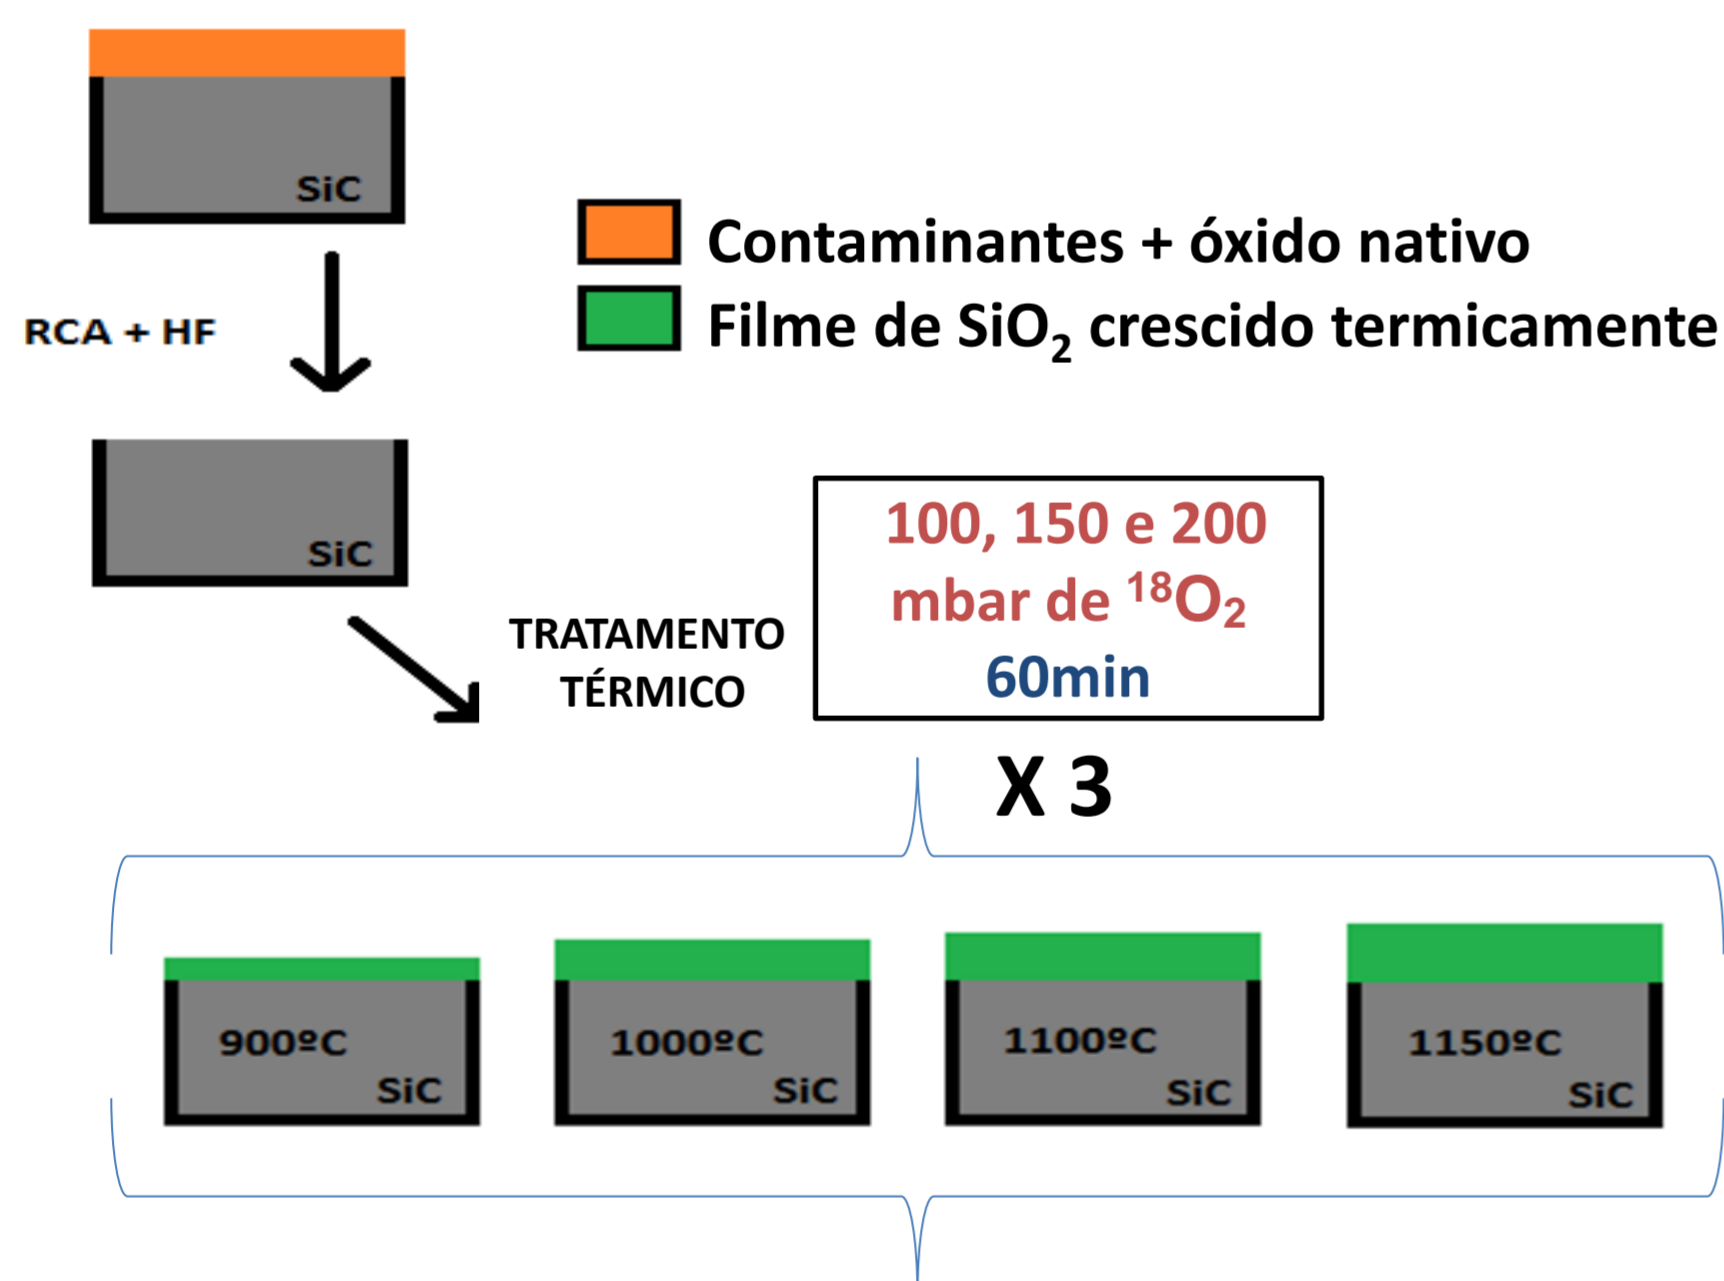 SiC
Contaminantes + óxido nativo
RCA + HF
Filme de SiO₂ crescido termicamente
SiC
100, 150 e 200
mbar de ¹⁸O₂
60min
TRATAMENTO
TÉRMICO
X 3
900ºC
SiC
1000ºC
SiC
1100ºC
SiC
1150ºC
SiC